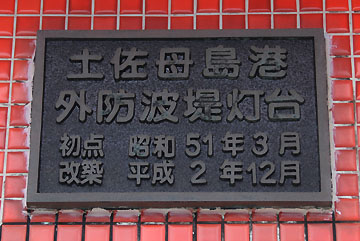 土佐母島港
外防波堤灯台
初点 昭和 51年3月
改築 平成 2年12月